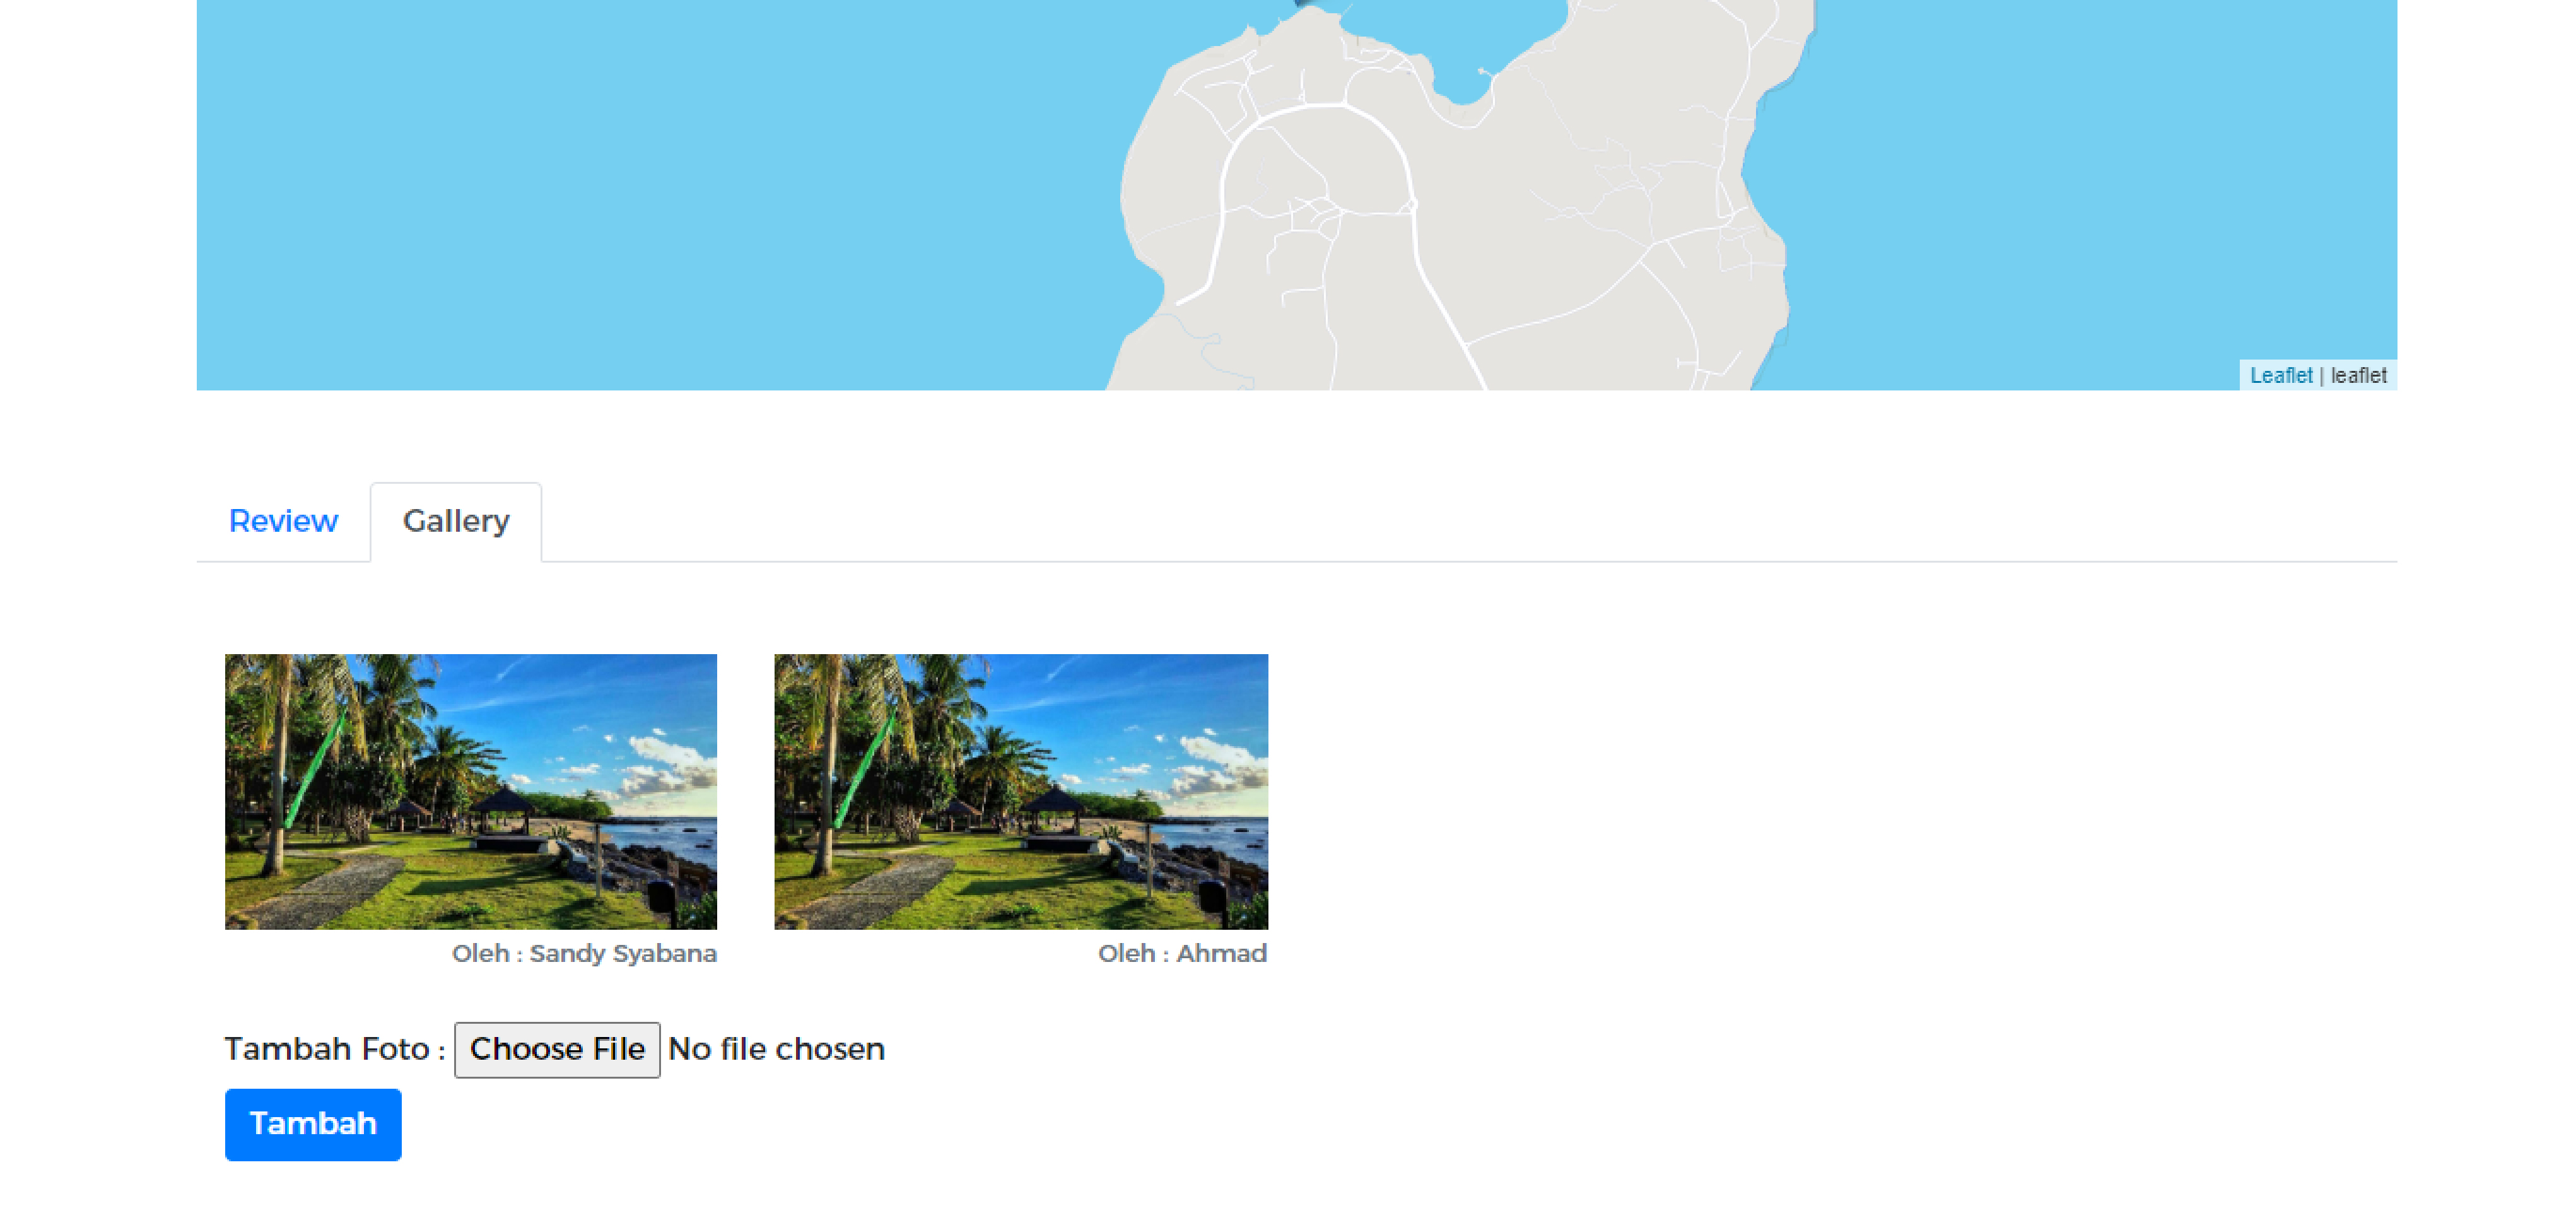 Leaflet | leaflet
Review Gallery
Oleh : Sandy Syabana Oleh : Ahmad
Tambah Foto : Choose File No file chosen
Tambah